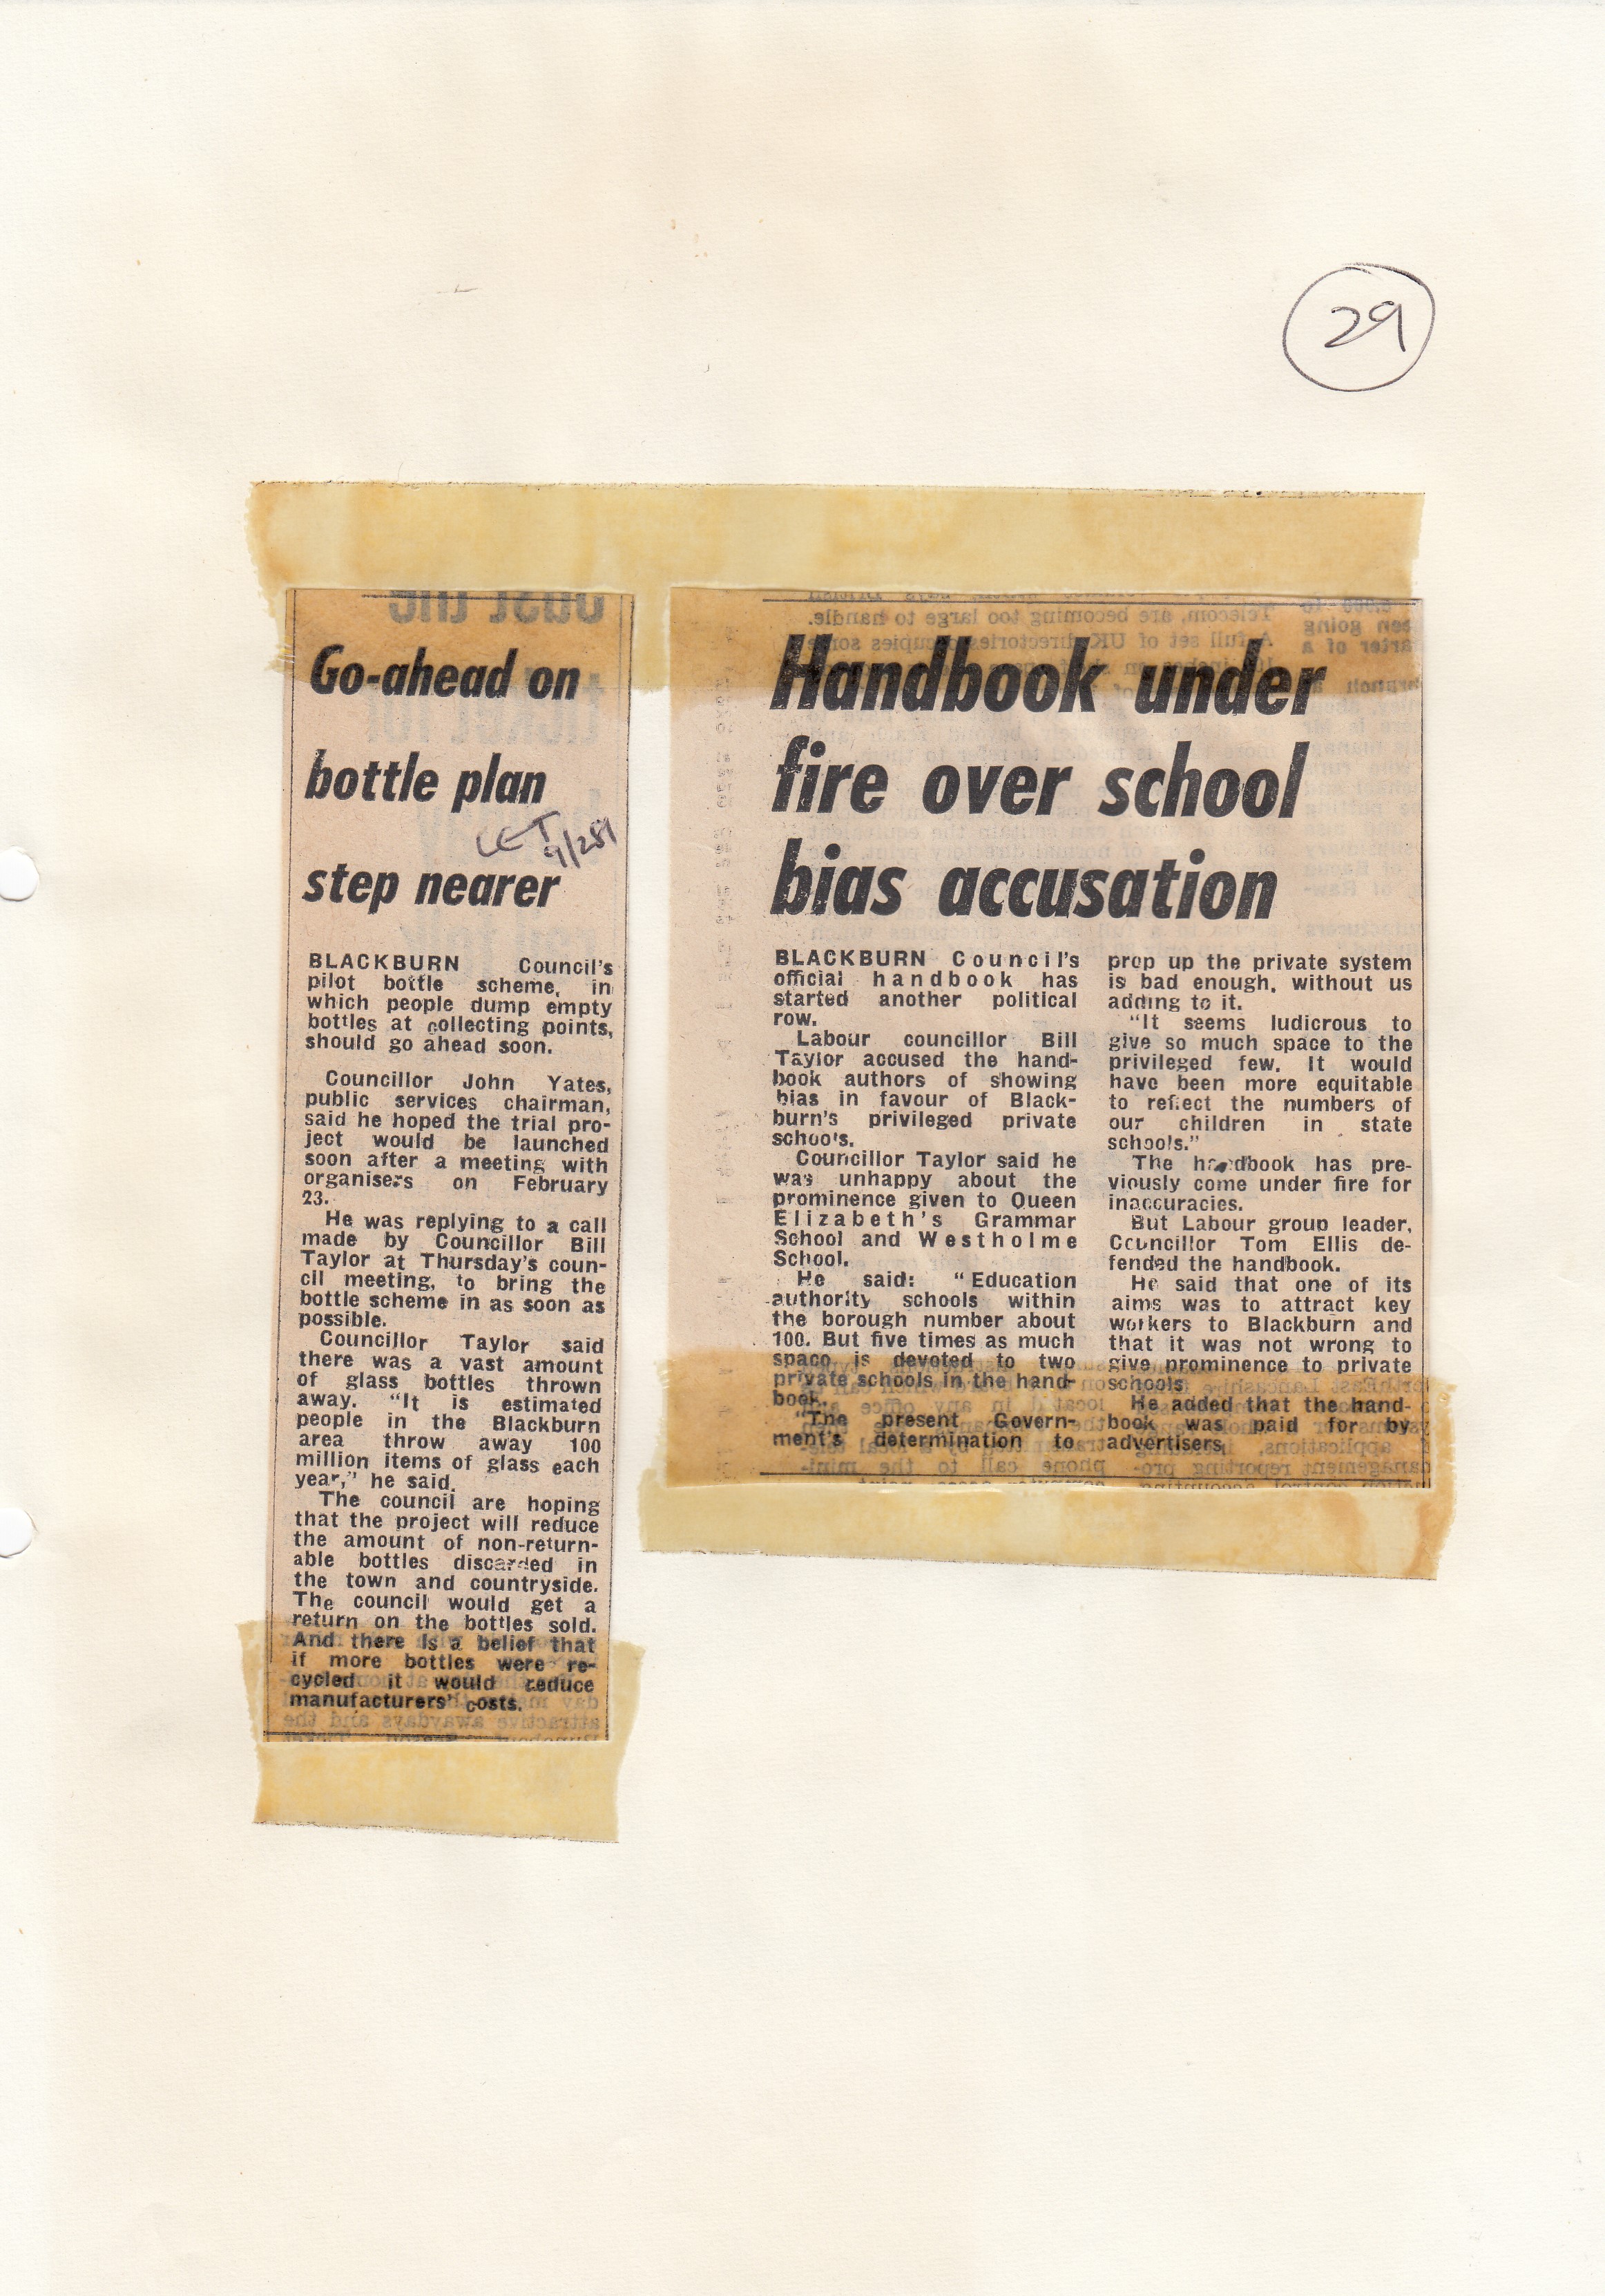 29
Go-ahead on
bottle plan
LET
step nearer
BLACKBURN Council's
pilot bottle scheme, in
which people dump empty
bottles at collecting points,
should go ahead soon.
Councillor John Yates,
public services chairman,
said he hoped the trial pro-
ject would be launched
soon after a meeting with
organisers on February
23.
He was replying to a call
made by Councillor Bill
Taylor at Thursday's coun-
cil meeting, to bring the
bottle scheme in as soon as
possible.
Councillor Taylor said
there was a vast amount
of glass bottles thrown
away. "It is estimated
people in the Blackburn
area throw away 100
million items of glass each
year," he said.
The council are hoping
that the project will reduce
the amount of non-return-
able bottles discarded in
the town and countryside.
The council would get a
return on the bottles sold.
And there is a belief that
if more bottles were re-
cycled it would reduce
manufacturers' costs.
Handbook under
fire over school
bias accusation
BLACKBURN Council's
official handbook has
started another political
row.
Labour councillor Bill
Taylor accused the hand-
book authors of showing
bias in favour of Black-
burn's privileged private
schools.
Councillor Taylor said he
was unhappy about the
prominence given to Queen
Elizabeth's Grammar
School and Westholme
School.
He said: "Education
authority schools within
the borough number about
100. But five times as much
space is devoted to two
private schools in the hand-
book.
"The present Govern-
ment's determination to
prop up the private system
is bad enough, without us
adding to it.
"It seems ludicrous to
give so much space to the
privileged few. It would
have been more equitable
to reflect the numbers of
our children in state
schools."
The handbook has pre-
viously come under fire for
inaccuracies.
But Labour group leader,
Councillor Tom Ellis de-
fended the handbook.
He said that one of its
aims was to attract key
workers to Blackburn and
that it was not wrong to
give prominence to private
schools
He added that the hand-
book was paid for by
advertisers